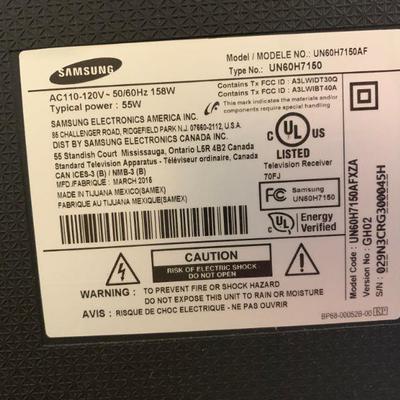 SAMSUNG
Model / MODELE NO.: UN60H7150AF
Type No.: UN60H7150
AC110-120V~ 50/60Hz 158W
Typical power : 55W
Contains Tx FCC ID : A3LWIDT30Q
Contains Tx FCC ID : A3LWIBT40A
SAMSUNG ELECTRONICS AMERICA INC.
85 CHALLENGER ROAD, RIDGEFIELD PARK N.J. 07660-2112, U.S.A.
DIST BY SAMSUNG ELECTRONICS CANADA INC.
55 Standish Court Mississauga, Ontario L5R 4B2 Canada
Standard Television Apparatus - Téléviseur ordinaire, Canada
CAN ICES-3 (B) / NMB-3 (B)
MFD./FABRIQUE : MARCH 2015
MADE IN TIJUANA MEXICO(SAMEX)
FABRIQUE A TIJUANA, MEXIQUE(SAMEX)
c UL US
LISTED
Television Receiver
70FJ
FC Samsung
UN60H7150AF
c UL US Energy
Verified
CAUTION
RISK OF ELECTRIC SHOCK
DO NOT OPEN
WARNING : TO PREVENT FIRE OR SHOCK HAZARD
DO NOT EXPOSE THIS UNIT TO RAIN OR MOISTURE.
AVIS : RISQUE DE CHOC ELECTRIQUE - NE PAS OUVRIR
BP68-00052B-00 EP
Model Code : UN60H7150AFXZA
Version No : GH02
S/N : 029N3CRG300045H